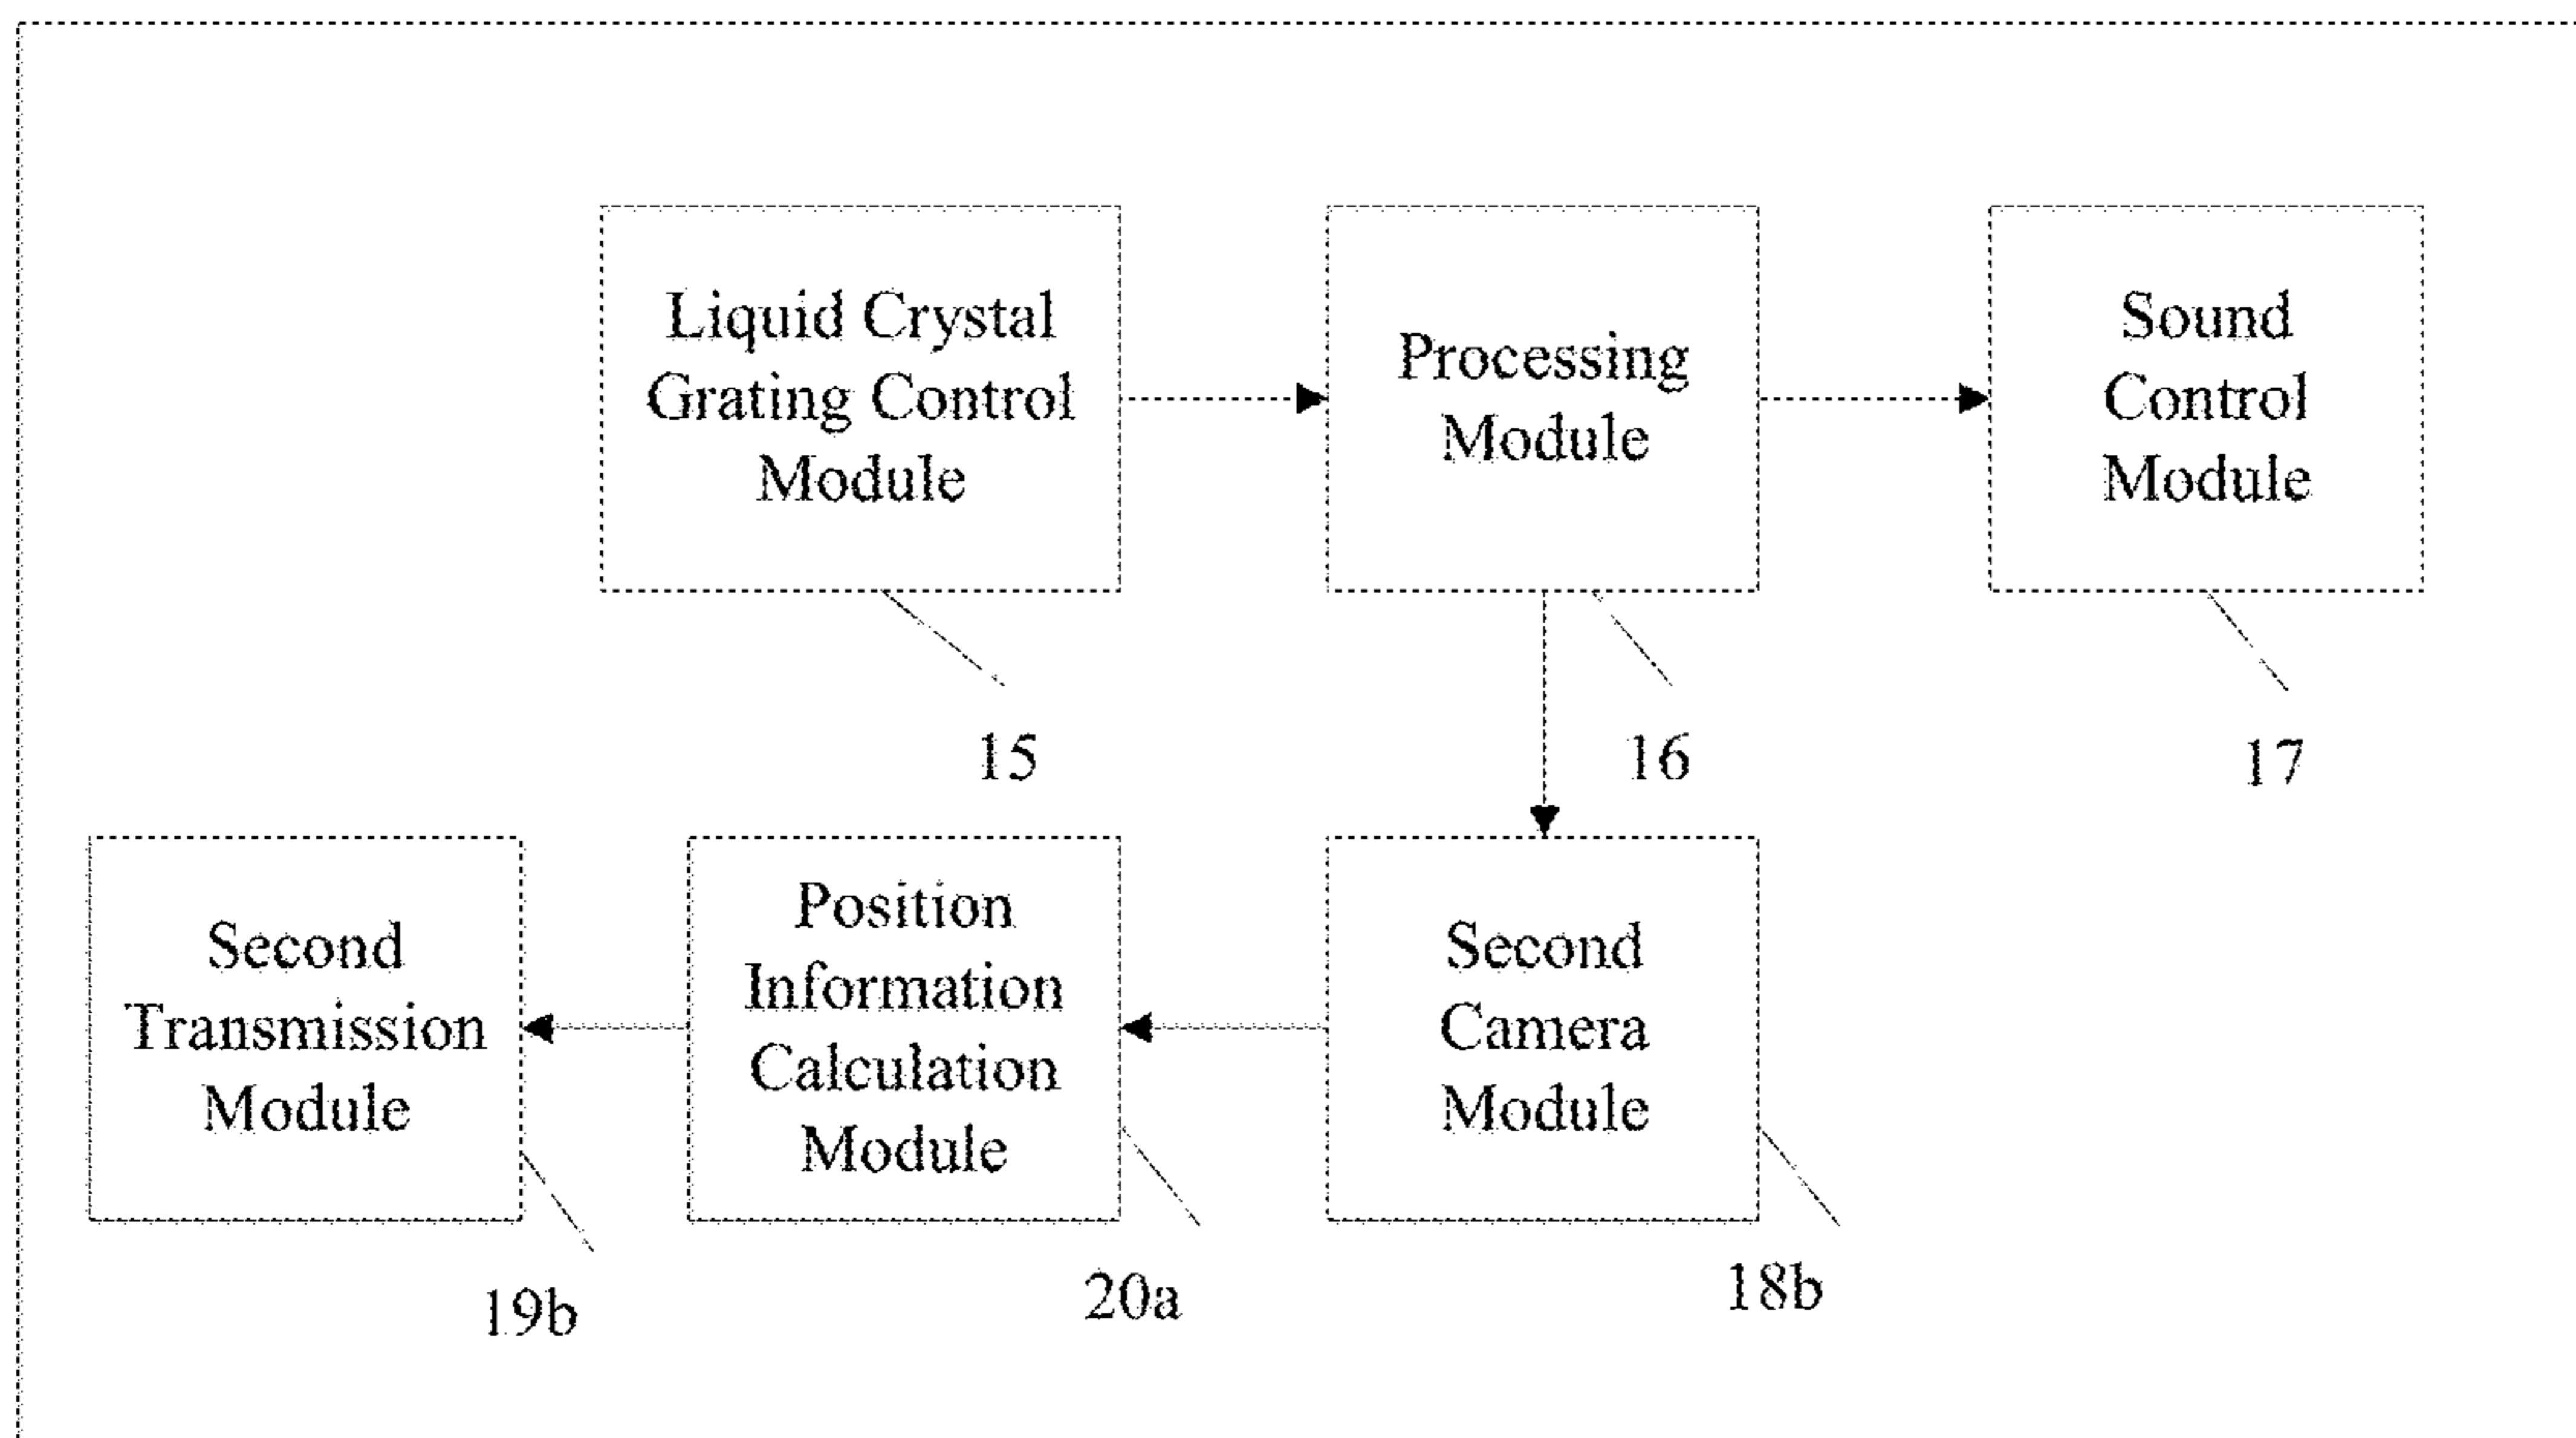 Liquid Crystal
Grating Control
Module
Processing
Module
Sound
Control
Module
15
16
17
Second
Transmission
Module
Position
Information
Calculation
Module
Second
Camera
Module
19b
20a
18b